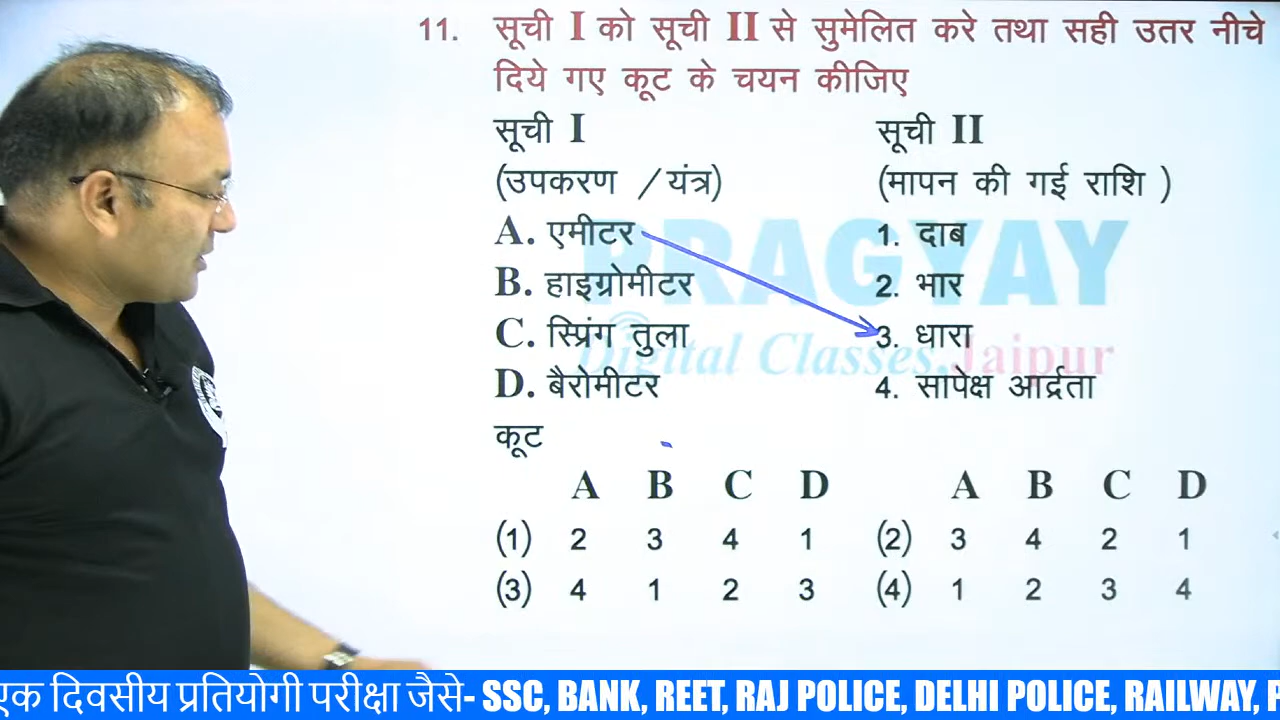 11. सूची I को सूची II से सुमेलित करे तथा सही उतर नीचे
दिये गए कूट के चयन कीजिए
सूची I सूची II
(उपकरण / यंत्र) (मापन की गई राशि )
A. एमीटर 1. दाब
B. हाइग्रोमीटर 2. भार
C. स्प्रिंग तुला 3. धारा
D. बैरोमीटर 4. सापेक्ष आर्द्रता
PRAGYAY
Digital Classes, Jaipur
कूट
A B C D A B C D
(1) 2 3 4 1 (2) 3 4 2 1
(3) 4 1 2 3 (4) 1 2 3 4
एक दिवसीय प्रतियोगी परीक्षा जैसे- SSC, BANK, REET, RAJ POLICE, DELHI POLICE, RAILWAY,